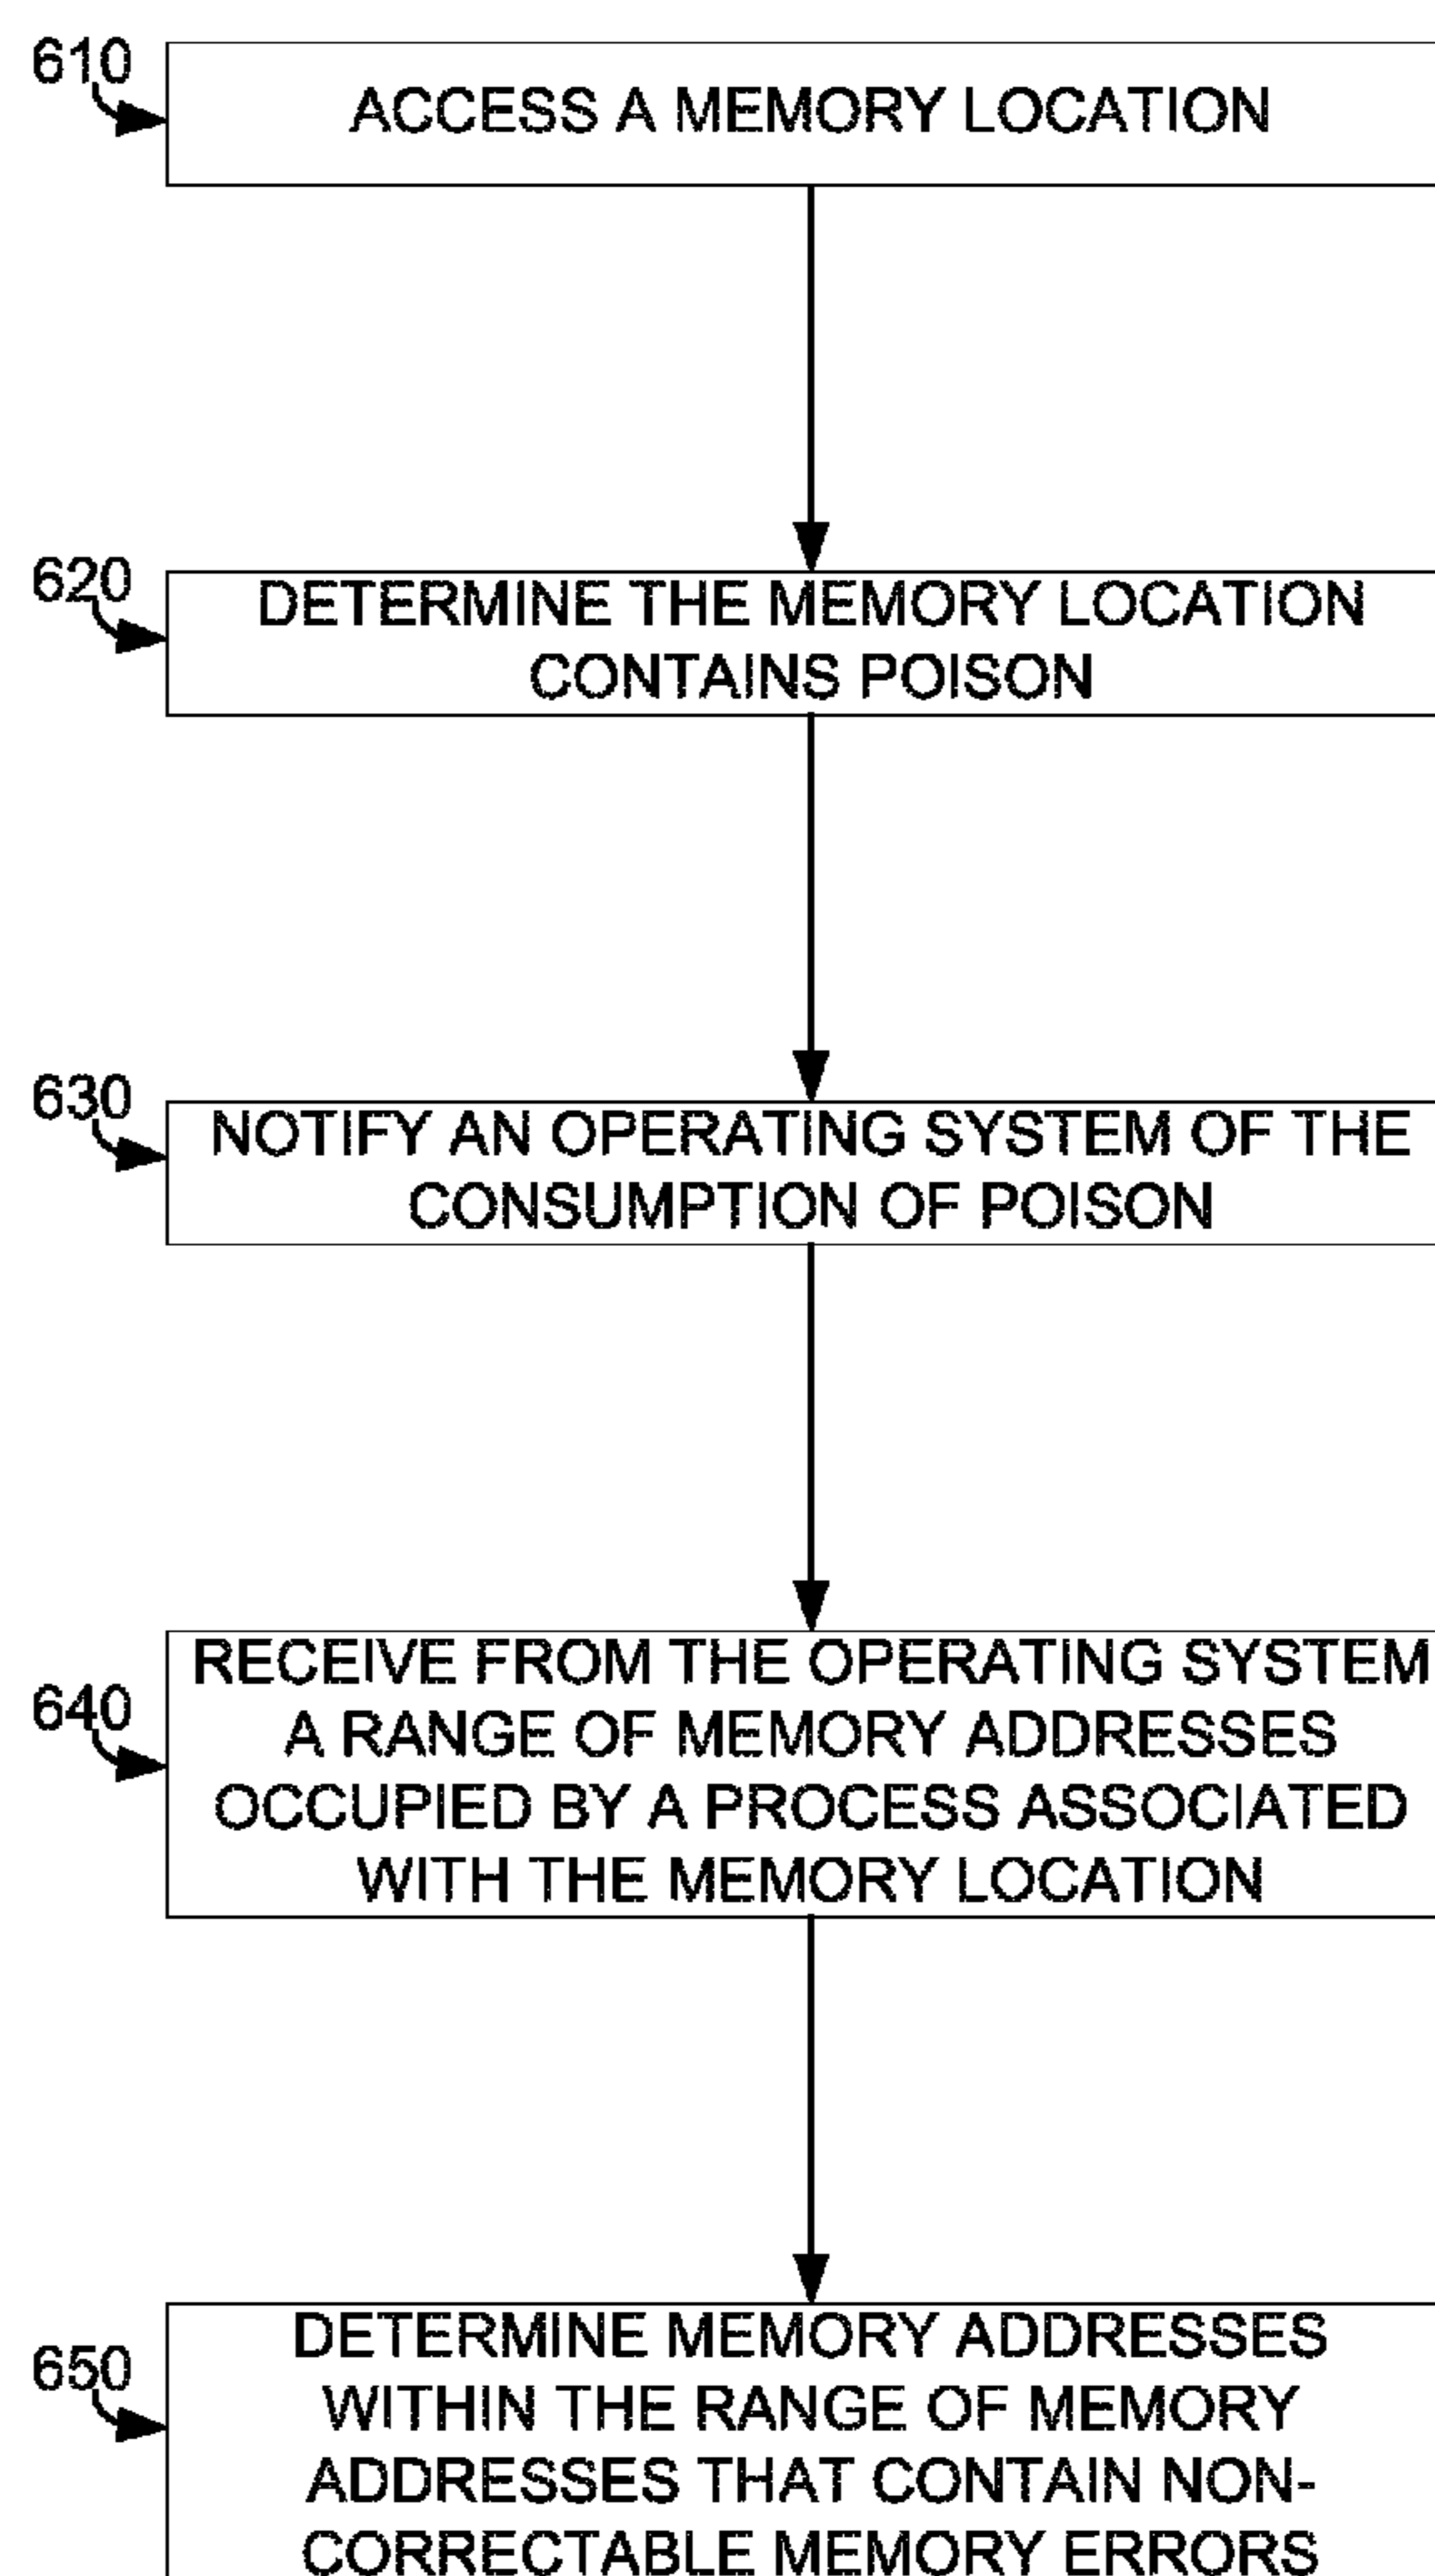 610
ACCESS A MEMORY LOCATION
620
DETERMINE THE MEMORY LOCATION
CONTAINS POISON
630
NOTIFY AN OPERATING SYSTEM OF THE
CONSUMPTION OF POISON
640
RECEIVE FROM THE OPERATING SYSTEM
A RANGE OF MEMORY ADDRESSES
OCCUPIED BY A PROCESS ASSOCIATED
WITH THE MEMORY LOCATION
650
DETERMINE MEMORY ADDRESSES
WITHIN THE RANGE OF MEMORY
ADDRESSES THAT CONTAIN NON-
CORRECTABLE MEMORY ERRORS